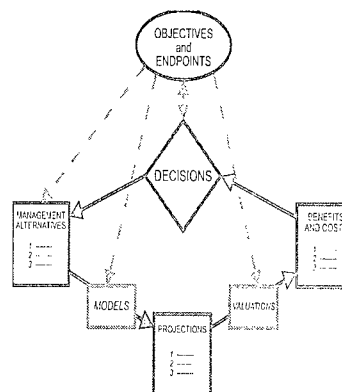 OBJECTIVES
and
ENDPOINTS
DECISIONS
MANAGEMENT
ALTERNATIVES
1
2
3
BENEFITS
AND COSTS
1
2
3
MODELS
VALUATIONS
PROJECTIONS
1
2
3